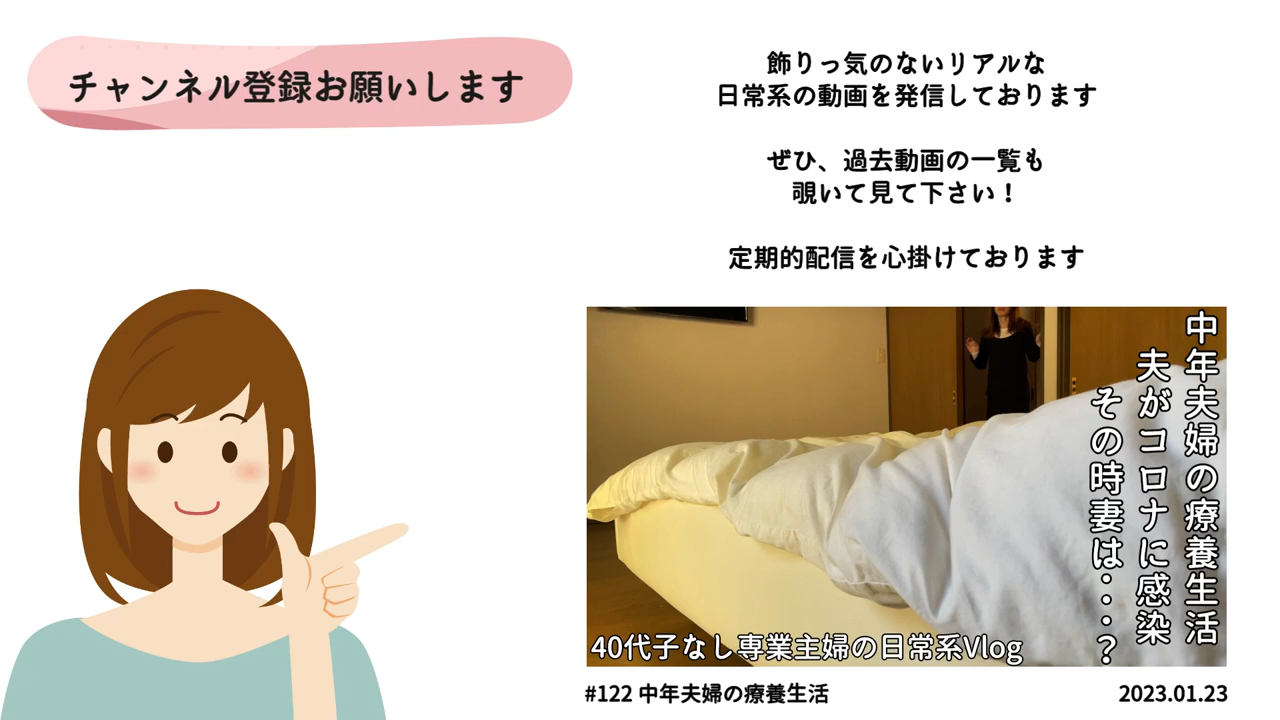 チャンネル登録お願いします
飾りっ気のないリアルな
日常系の動画を発信しております
ぜひ、過去動画の一覧も
覗いて見て下さい！
定期的配信を心掛けております
中年夫婦の療養生活
夫がコロナに感染
その時妻は・・・？
40代子なし専業主婦の日常系Vlog
#122 中年夫婦の療養生活
2023.01.23